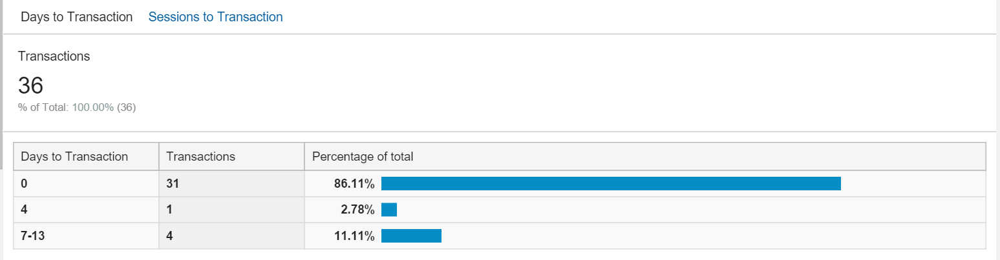 Days to Transaction Sessions to Transaction
Transactions
36
% of Total: 100.00% (36)
Days to Transaction Transactions Percentage of total
0 31 86.11%
4 1 2.78%
7-13 4 11.11%